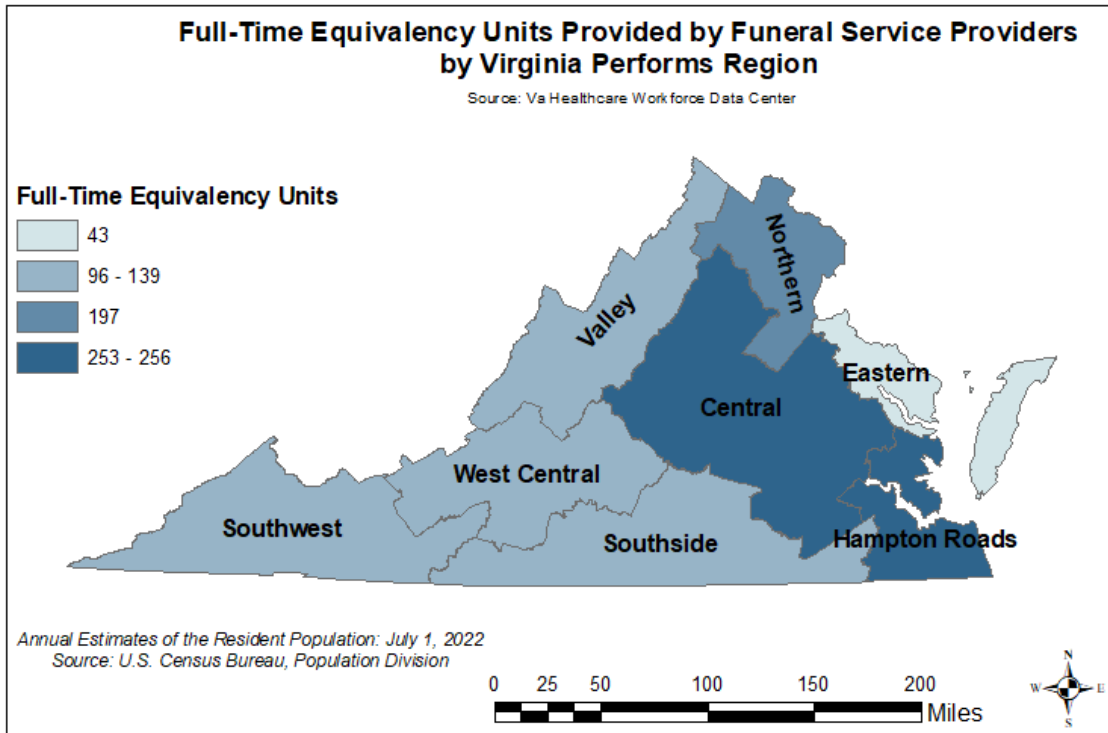 Full-Time Equivalency Units Provided by Funeral Service Providers
by Virginia Performs Region
Source: Va Healthcare Workforce Data Center
Full-Time Equivalency Units
43
96 - 139
197
253 - 256
Northern
Valley
Eastern
Central
West Central
Southwest
Southside
Hampton Roads
Annual Estimates of the Resident Population: July 1, 2022
Source: U.S. Census Bureau, Population Division
0 25 50 100 150 200
Miles
N
W E
S